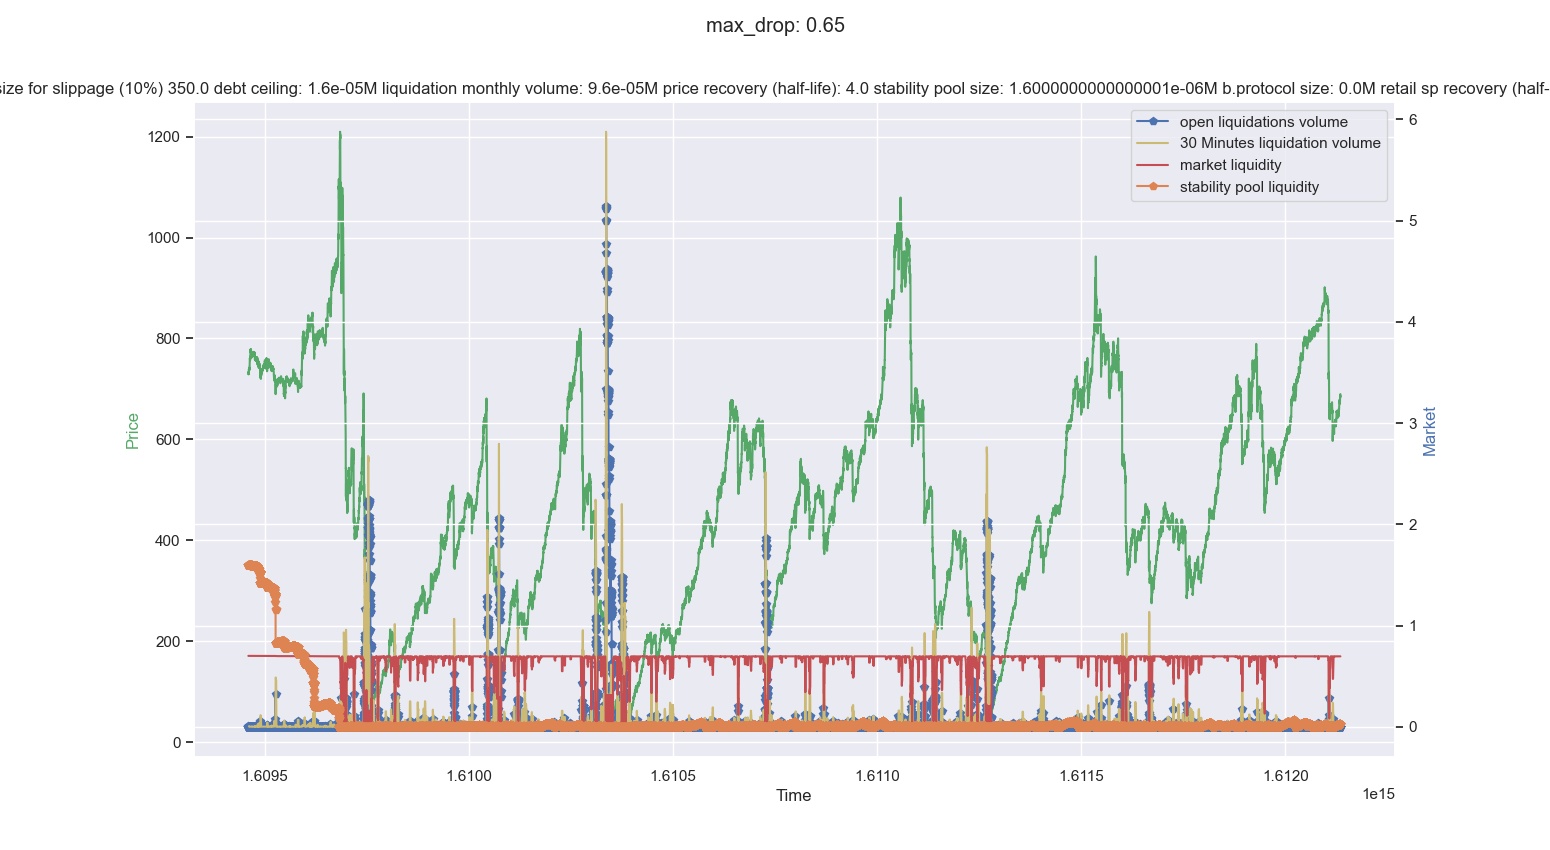 max_drop: 0.65
size for slippage (10%) 350.0 debt ceiling: 1.6e-05M liquidation monthly volume: 9.6e-05M price recovery (half-life): 4.0 stability pool size: 1.6000000000000001e-06M b.protocol size: 0.0M retail sp recovery (half-
open liquidations volume
30 Minutes liquidation volume
market liquidity
stability pool liquidity
1200
1000
800
600
400
200
0
Price
6
5
4
3
2
1
0
Market
1.6095 1.6100 1.6105 1.6110 1.6115 1.6120
1e15
Time